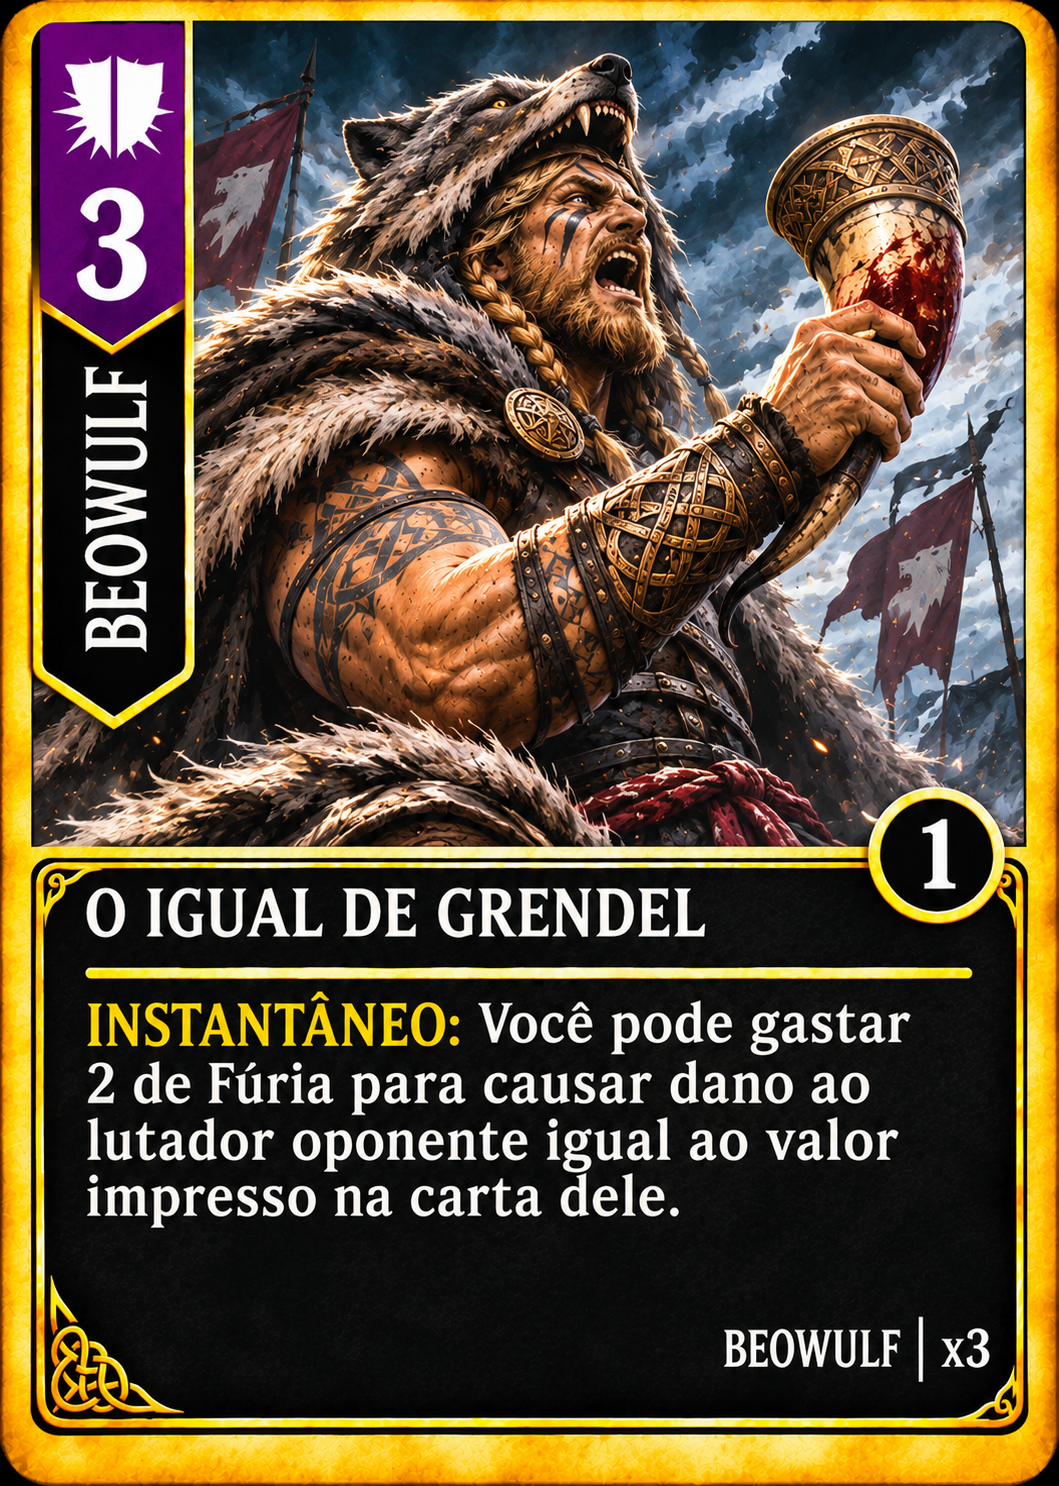 3
BEOWULF
1
O IGUAL DE GRENDEL
INSTANTÂNEO: Você pode gastar
2 de Fúria para causar dano ao
lutador oponente igual ao valor
impresso na carta dele.
BEOWULF | x3